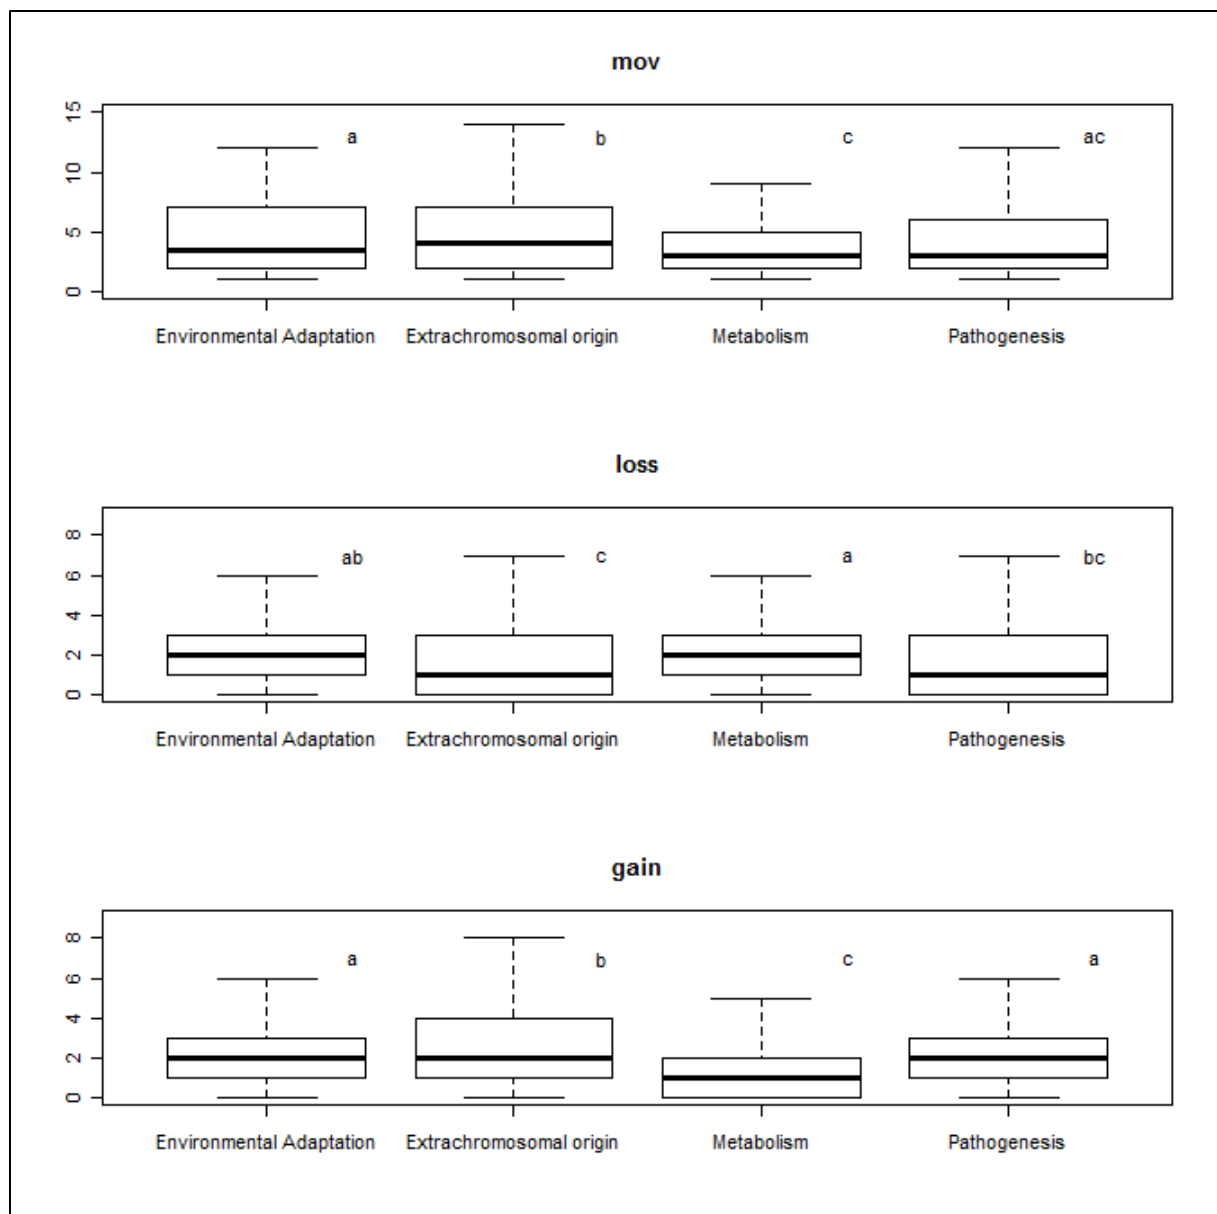 mov
15
a
b
c
ac
10
5
0
Environmental Adaptation Extrachromosomal origin Metabolism Pathogenesis
loss
8
ab
c
a
bc
6
4
2
0
Environmental Adaptation Extrachromosomal origin Metabolism Pathogenesis
gain
8
a
b
c
a
6
4
2
0
Environmental Adaptation Extrachromosomal origin Metabolism Pathogenesis